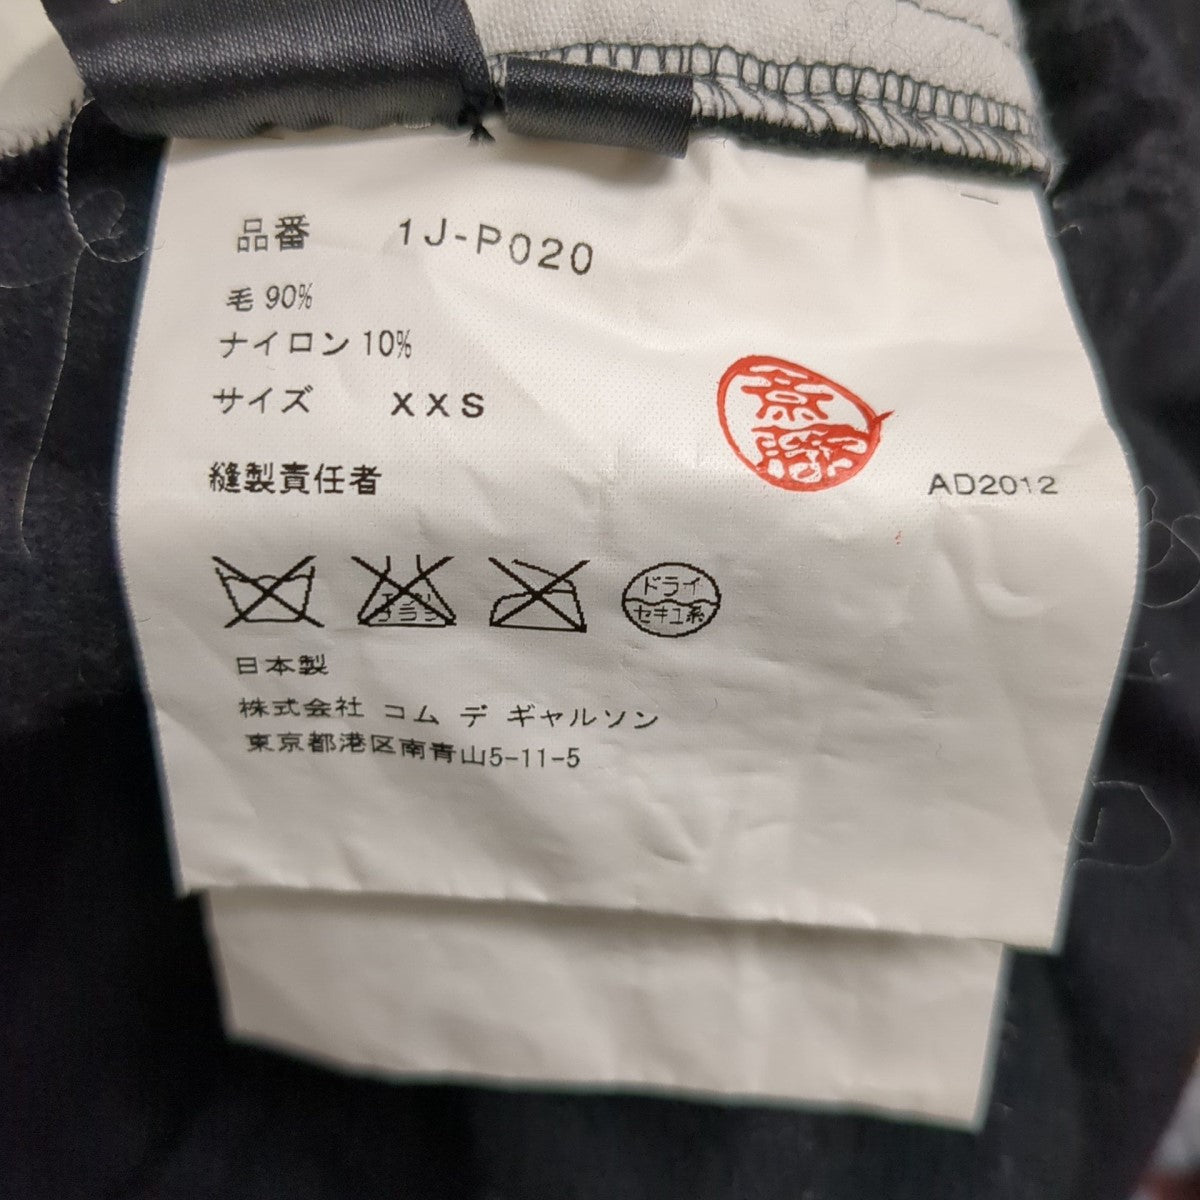 品番 1J-P020
毛 90%
ナイロン 10%
サイズ XXS
縫製責任者
AD2012
ドライ
セキユ系
日本製
株式会社 コム デ ギャルソン
東京都港区南青山5-11-5